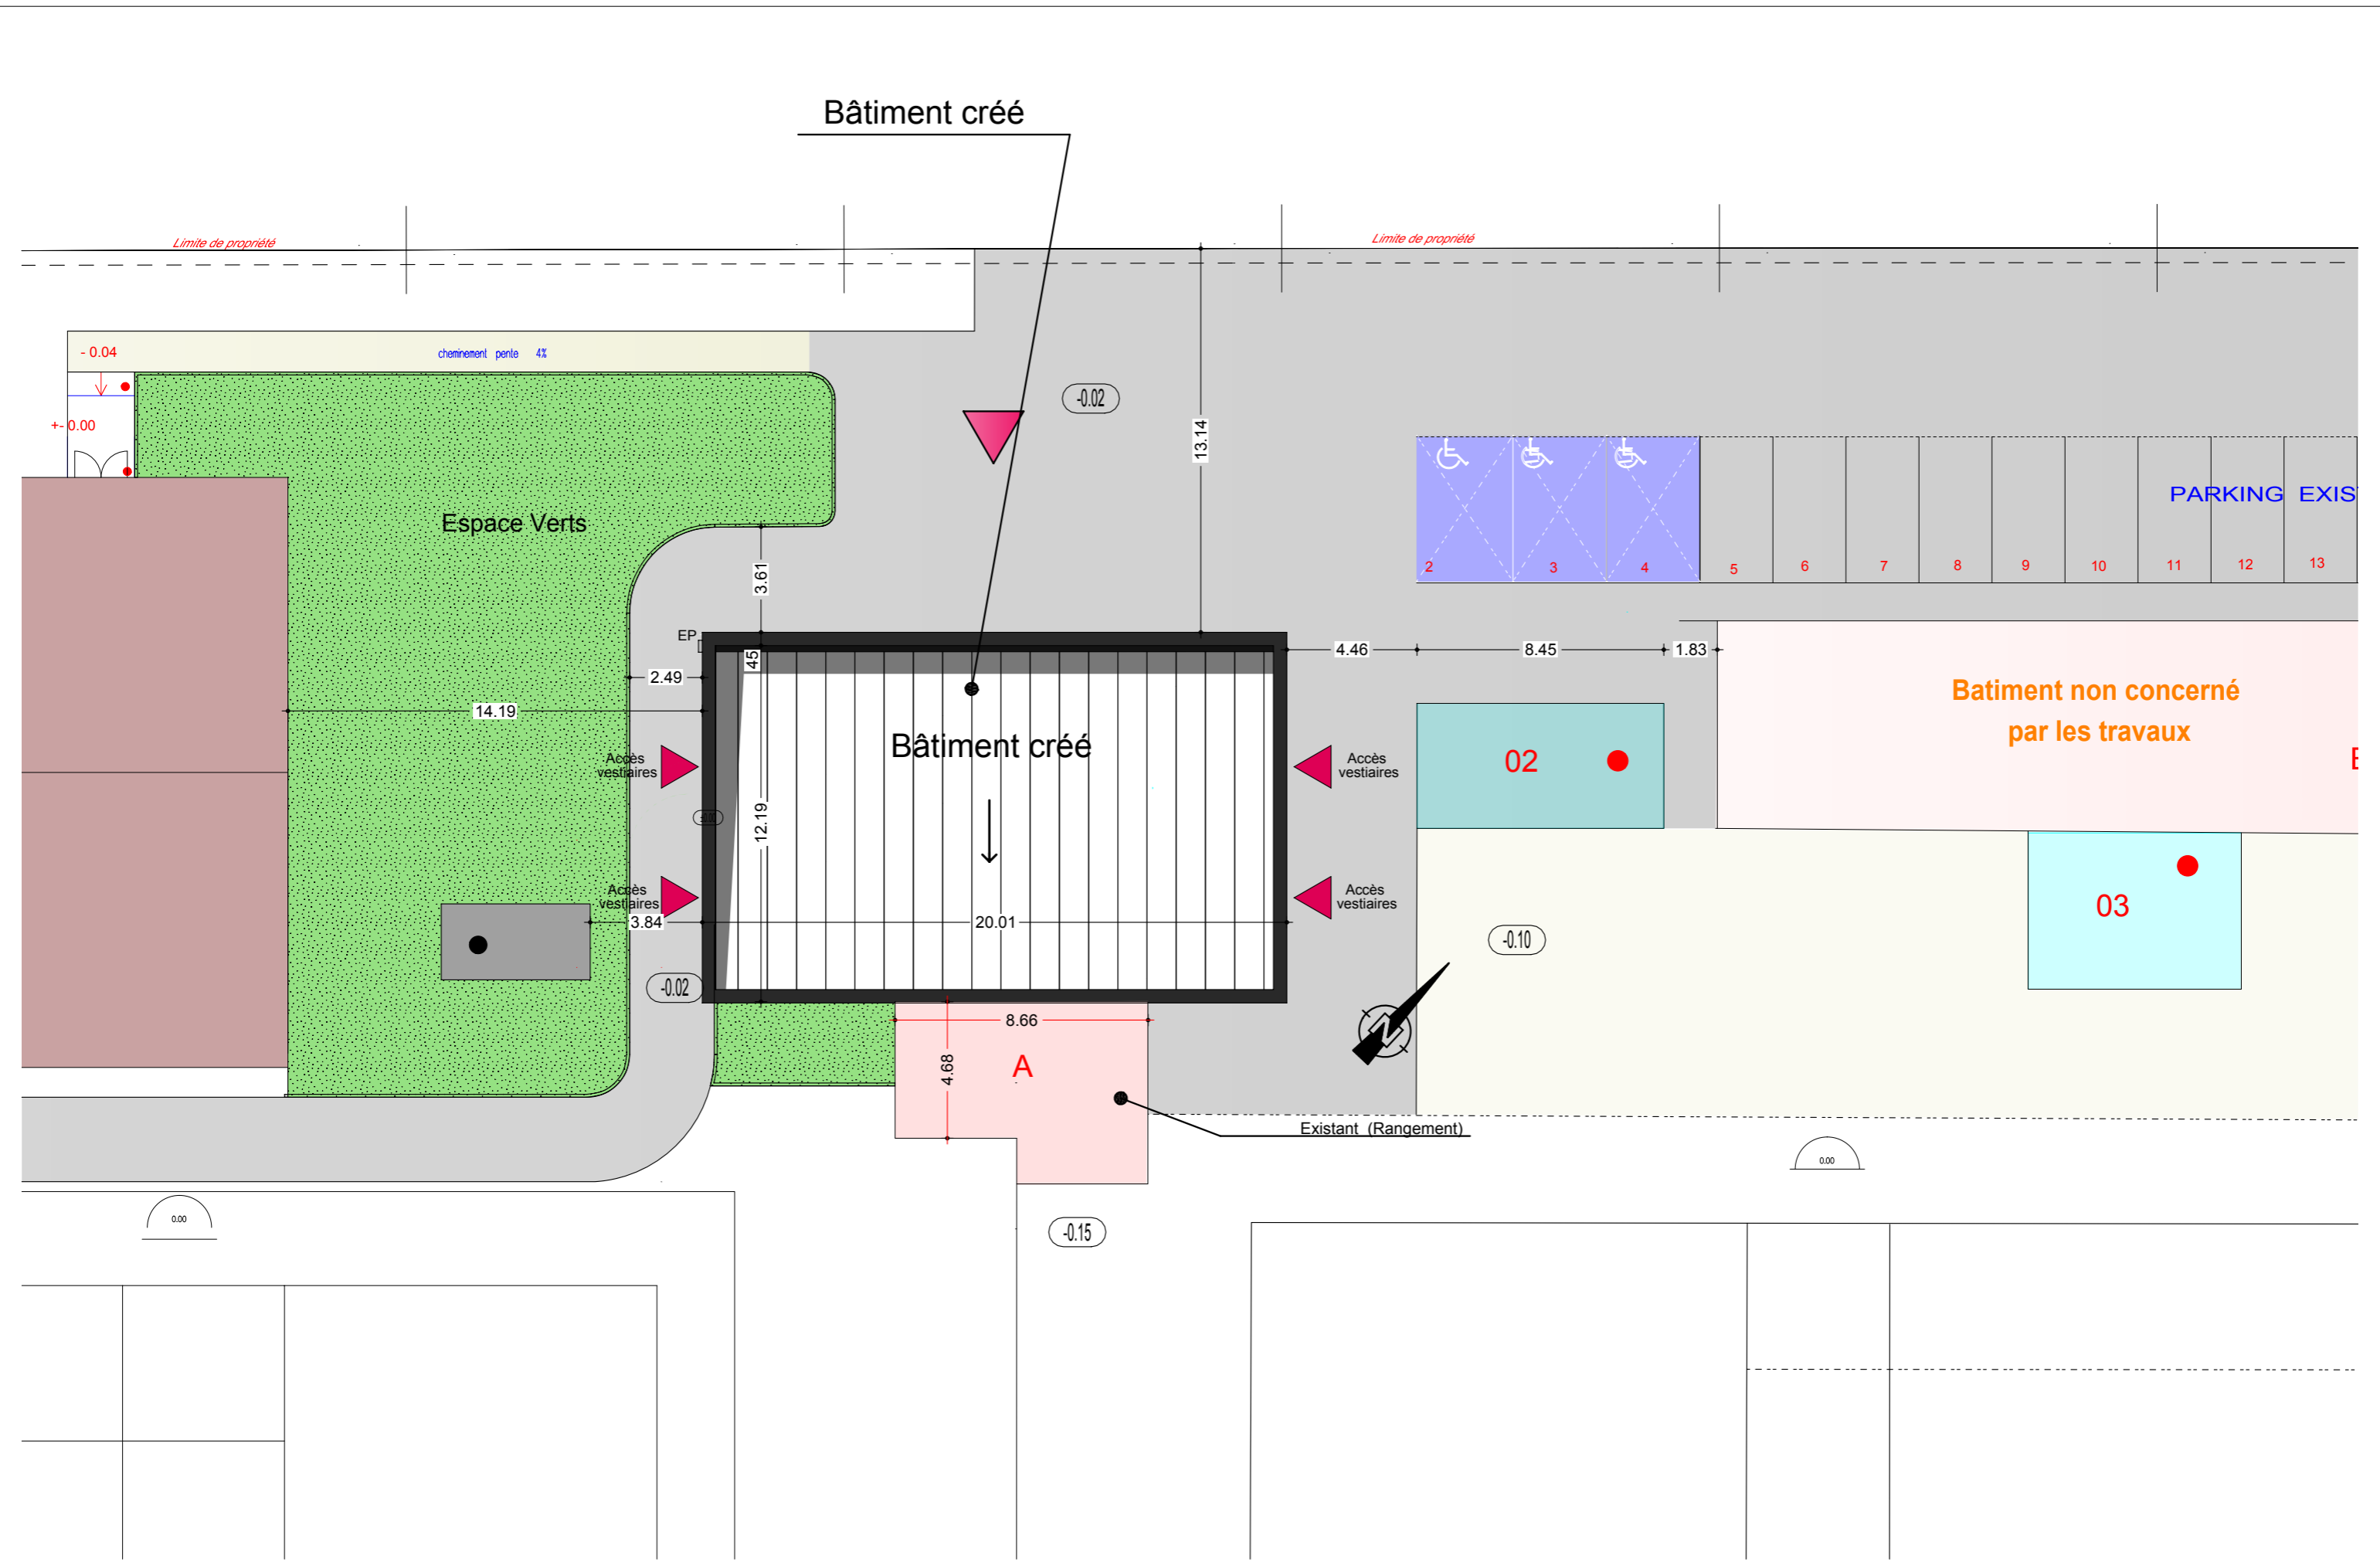 Bâtiment créé
Limite de propriété
Limite de propriété
- 0.04
cheminement pente 4%
+- 0.00
-0.02
13.14
PARKING EXIS
Espace Verts
2
3
4
5
6
7
8
9
10
11
12
13
3.61
EP
45
2.49
4.46
8.45
1.83
14.19
Batiment non concerné
par les travaux
Bâtiment créé
02
Accès
vestiaires
Accès
vestiaires
±0.00
12.19
Accès
vestiaires
Accès
vestiaires
3.84
20.01
03
-0.10
-0.02
8.66
N
4.68
A
Existant (Rangement)
0.00
0.00
-0.15